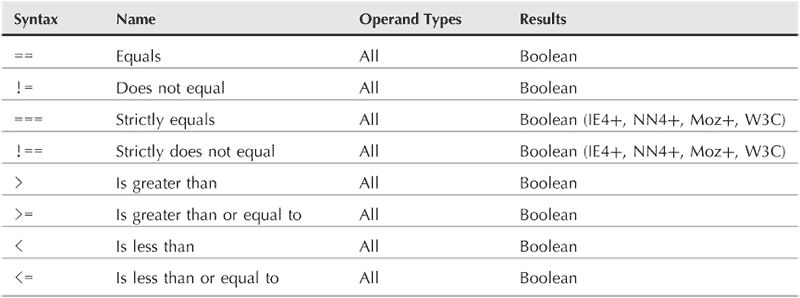 Syntax Name Operand Types Results
== Equals All Boolean
!= Does not equal All Boolean
=== Strictly equals All Boolean (IE4+, NN4+, Moz+, W3C)
!== Strictly does not equal All Boolean (IE4+, NN4+, Moz+, W3C)
> Is greater than All Boolean
>= Is greater than or equal to All Boolean
< Is less than All Boolean
<= Is less than or equal to All Boolean